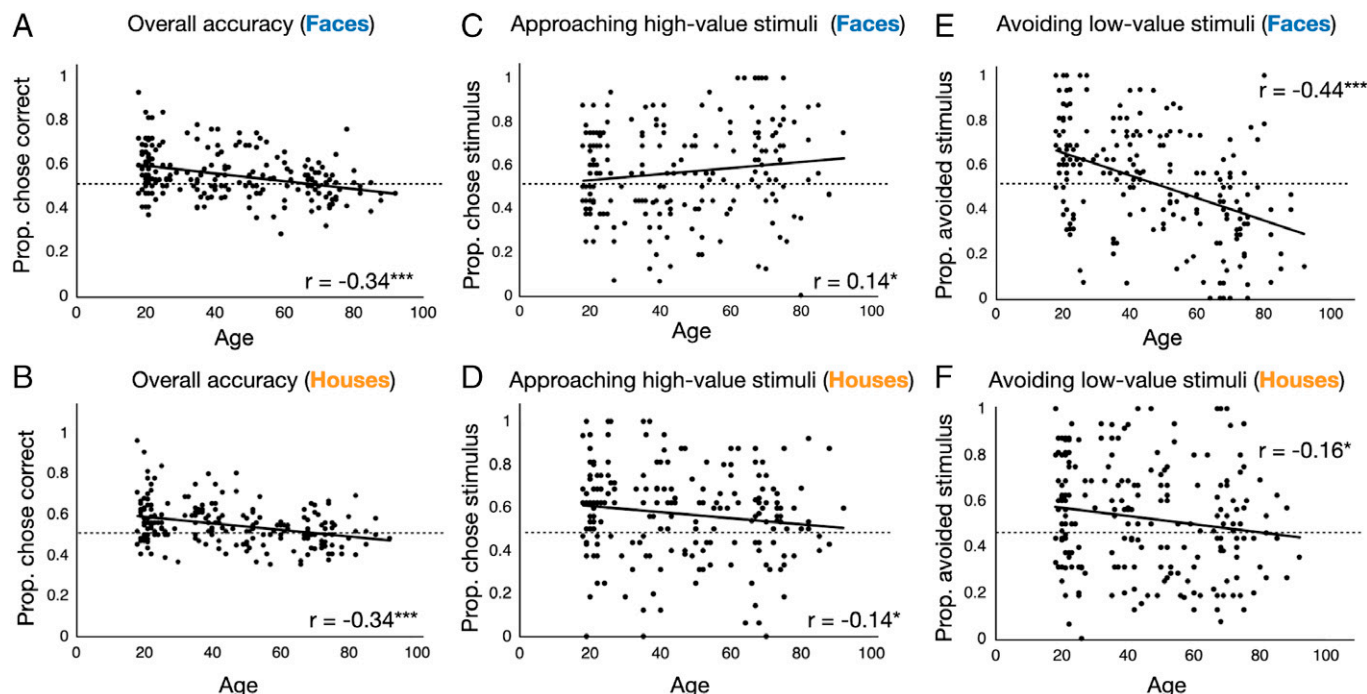 A Overall accuracy (Faces)
Prop. chose correct
1
0.8
0.6
0.4
0.2
0
r = -0.34***
0 20 40 60 80 100
Age
C Approaching high-value stimuli (Faces)
Prop. chose stimulus
1
0.8
0.6
0.4
0.2
0
r = 0.14*
0 20 40 60 80 100
Age
E Avoiding low-value stimuli (Faces)
Prop. avoided stimulus
r = -0.44***
1
0.8
0.6
0.4
0.2
0
0 20 40 60 80 100
Age
B Overall accuracy (Houses)
Prop. chose correct
1
0.8
0.6
0.4
0.2
0
r = -0.34***
0 20 40 60 80 100
Age
D Approaching high-value stimuli (Houses)
Prop. chose stimulus
1
0.8
0.6
0.4
0.2
0
r = -0.14*
0 20 40 60 80 100
Age
F Avoiding low-value stimuli (Houses)
Prop. avoided stimulus
1
r = -0.16*
0.8
0.6
0.4
0.2
0
0 20 40 60 80 100
Age